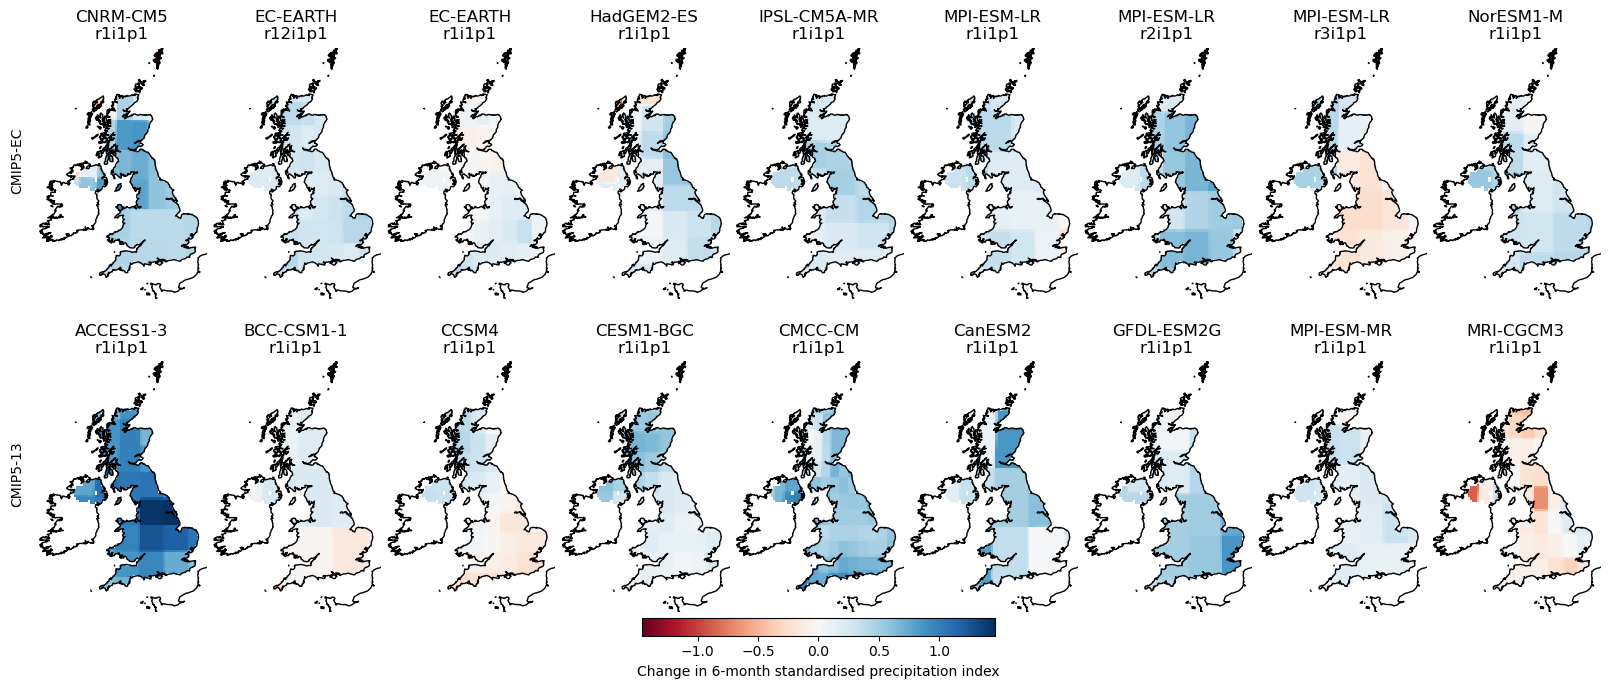 CNRM-CM5 EC-EARTH EC-EARTH HadGEM2-ES IPSL-CM5A-MR MPI-ESM-LR MPI-ESM-LR MPI-ESM-LR NorESM1-M
r1i1p1 r12i1p1 r1i1p1 r1i1p1 r1i1p1 r1i1p1 r2i1p1 r3i1p1 r1i1p1
CMIP5-EC
ACCESS1-3 BCC-CSM1-1 CCSM4 CESM1-BGC CMCC-CM CanESM2 GFDL-ESM2G MPI-ESM-MR MRI-CGCM3
r1i1p1 r1i1p1 r1i1p1 r1i1p1 r1i1p1 r1i1p1 r1i1p1 r1i1p1 r1i1p1
CMIP5-13
−1.0 −0.5 0.0 0.5 1.0
Change in 6-month standardised precipitation index